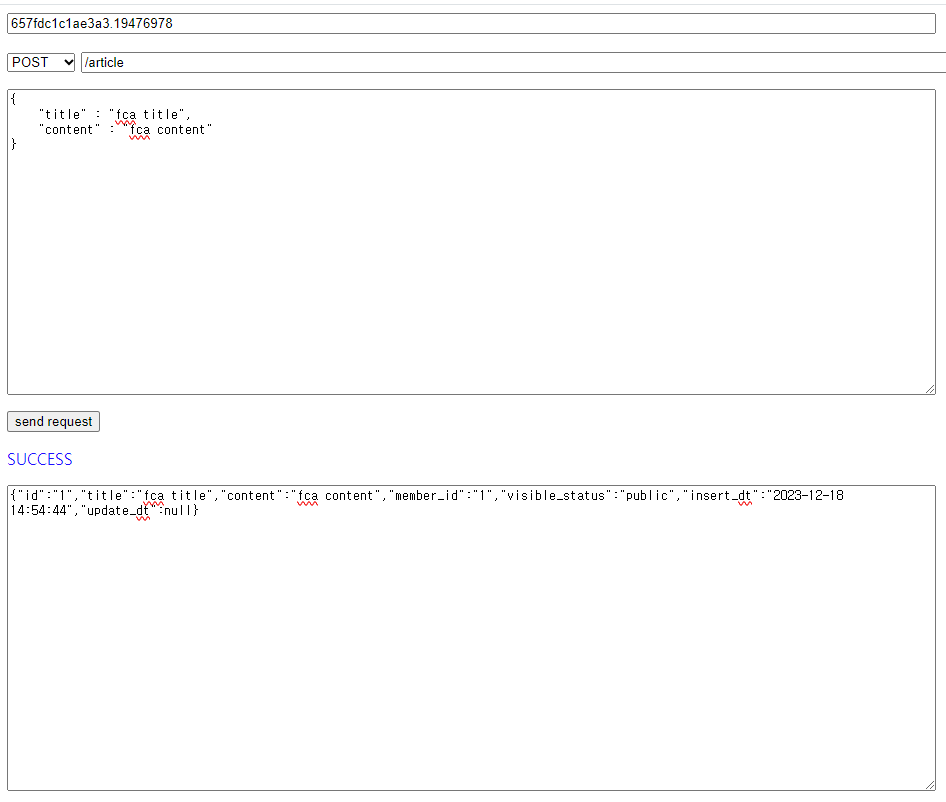 657fdc1c1ae3a3.19476978
POST /article
{
    "title" : "fca title",
    "content" : "fca content"
}
send request
SUCCESS
{"id":"1","title":"fca title","content":"fca content","member_id":"1","visible_status":"public","insert_dt":"2023-12-18
14:54:44","update_dt":null}